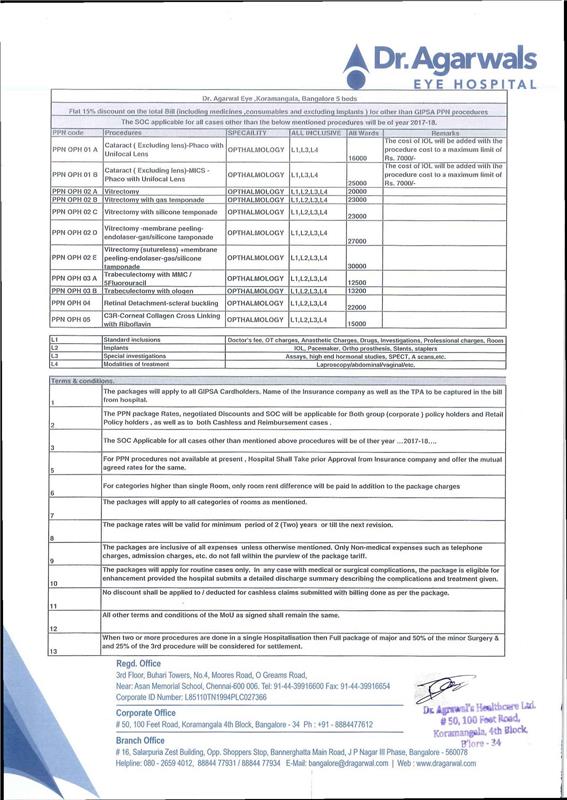 Dr.Agarwals
EYE HOSPITAL
Dr. Agarwal Eye ,Koramangala, Bangalore 5 beds
Flat 15% discount on the total Bill (including medicines ,consumables and excluding Implants ) for other than GIPSA PPN procedures
The SOC applicable for all cases other than the below mentioned procedures will be of year 2017-18.
PPN code Procedures SPECAILITY ALL INCLUSIVE All Wards Remarks
PPN OPH 01 A Cataract ( Excluding lens)-Phaco with Unifocal Lens OPTHALMOLOGY L1,L3,L4 16000 The cost of IOL will be added with the procedure cost to a maximum limit of Rs. 7000/-
PPN OPH 01 B Cataract ( Excluding lens)-MICS - Phaco with Unifocal Lens OPTHALMOLOGY L1,L3,L4 25000 The cost of IOL will be added with the procedure cost to a maximum limit of Rs. 7000/-
PPN OPH 02 A Vitrectomy OPTHALMOLOGY L1,L2,L3,L4 20000
PPN OPH 02 B Vitrectomy with gas temponade OPTHALMOLOGY L1,L2,L3,L4 23000
PPN OPH 02 C Vitrectomy with silicone temponade OPTHALMOLOGY L1,L2,L3,L4 23000
PPN OPH 02 D Vitrectomy -membrane peeling-endolaser-gas/silicone tamponade OPTHALMOLOGY L1,L2,L3,L4 27000
PPN OPH 02 E Vitrectomy (sutureless) +membrane peeling-endolaser-gas/silicone tamponade OPTHALMOLOGY L1,L2,L3,L4 30000
PPN OPH 03 A Trabeculectomy with MMC / 5Fluorouracil OPTHALMOLOGY L1,L2,L3,L4 12500
PPN OPH 03 B Trabeculectomy with ologen OPTHALMOLOGY L1,L2,L3,L4 13200
PPN OPH 04 Retinal Detachment-scleral buckling OPTHALMOLOGY L1,L2,L3,L4 22000
PPN OPH 05 C3R-Corneal Collagen Cross Linking with Riboflavin OPTHALMOLOGY L1,L2,L3,L4 15000
L1 Standard inclusions Doctor's fee, OT charges, Anasthetic Charges, Drugs, Investigations, Professional charges, Room
L2 Implants IOL, Pacemaker, Ortho prosthesis, Stents, staplers
L3 Special investigations Assays, high end hormonal studies, SPECT, A scans,etc.
L4 Modalities of treatment Laproscopy/abdominal/vaginal/etc.
Terms & conditions.
1 The packages will apply to all GIPSA Cardholders. Name of the Insurance company as well as the TPA to be captured in the bill from hospital.
2 The PPN package Rates, negotiated Discounts and SOC will be applicable for Both group (corporate ) policy holders and Retail Policy holders , as well as to both Cashless and Reimbursement cases .
3 The SOC Applicable for all cases other than mentioned above procedures will be of ther year ...2017-18....
5 For PPN procedures not available at present , Hospital Shall Take prior Approval from Insurance company and offer the mutual agreed rates for the same.
6 For categories higher than single Room, only room rent difference will be paid In addition to the package charges
7 The packages will apply to all categories of rooms as mentioned.
8 The package rates will be valid for minimum period of 2 (Two) years or till the next revision.
9 The packages are inclusive of all expenses unless otherwise mentioned. Only Non-medical expenses such as telephone charges, admission charges, etc. do not fall within the purview of the package tariff.
10 The packages will apply for routine cases only. In any case with medical or surgical complications, the package is eligible for enhancement provided the hospital submits a detailed discharge summary describing the complications and treatment given.
11 No discount shall be applied to / deducted for cashless claims submitted with billing done as per the package.
12 All other terms and conditions of the MoU as signed shall remain the same.
13 When two or more procedures are done in a single Hospitalisation then Full package of major and 50% of the minor Surgery & and 25% of the 3rd procedure will be considered for settlement.
Regd. Office
3rd Floor, Buhari Towers, No.4, Moores Road, O Greams Road,
Near: Asan Memorial School, Chennai-600 006. Tel: 91-44-39916600 Fax: 91-44-39916654
Corporate ID Number: L85110TN1994PLC027366
Corporate Office
# 50, 100 Feet Road, Koramangala 4th Block, Bangalore - 34 Ph : +91 - 8884477612
Branch Office
# 16, Salarpuria Zest Building, Opp. Shoppers Stop, Bannerghatta Main Road, J P Nagar III Phase, Bangalore - 560078
Helpline: 080 - 2659 4012, 88844 77931 / 88844 77934 E-Mail: bangalore@dragarwal.com | Web : www.dragarwal.com
Dr. Agrawal's Healthcare Ltd.
# 50, 100 Feet Road,
Koramangala, 4th Block,
B'lore - 34